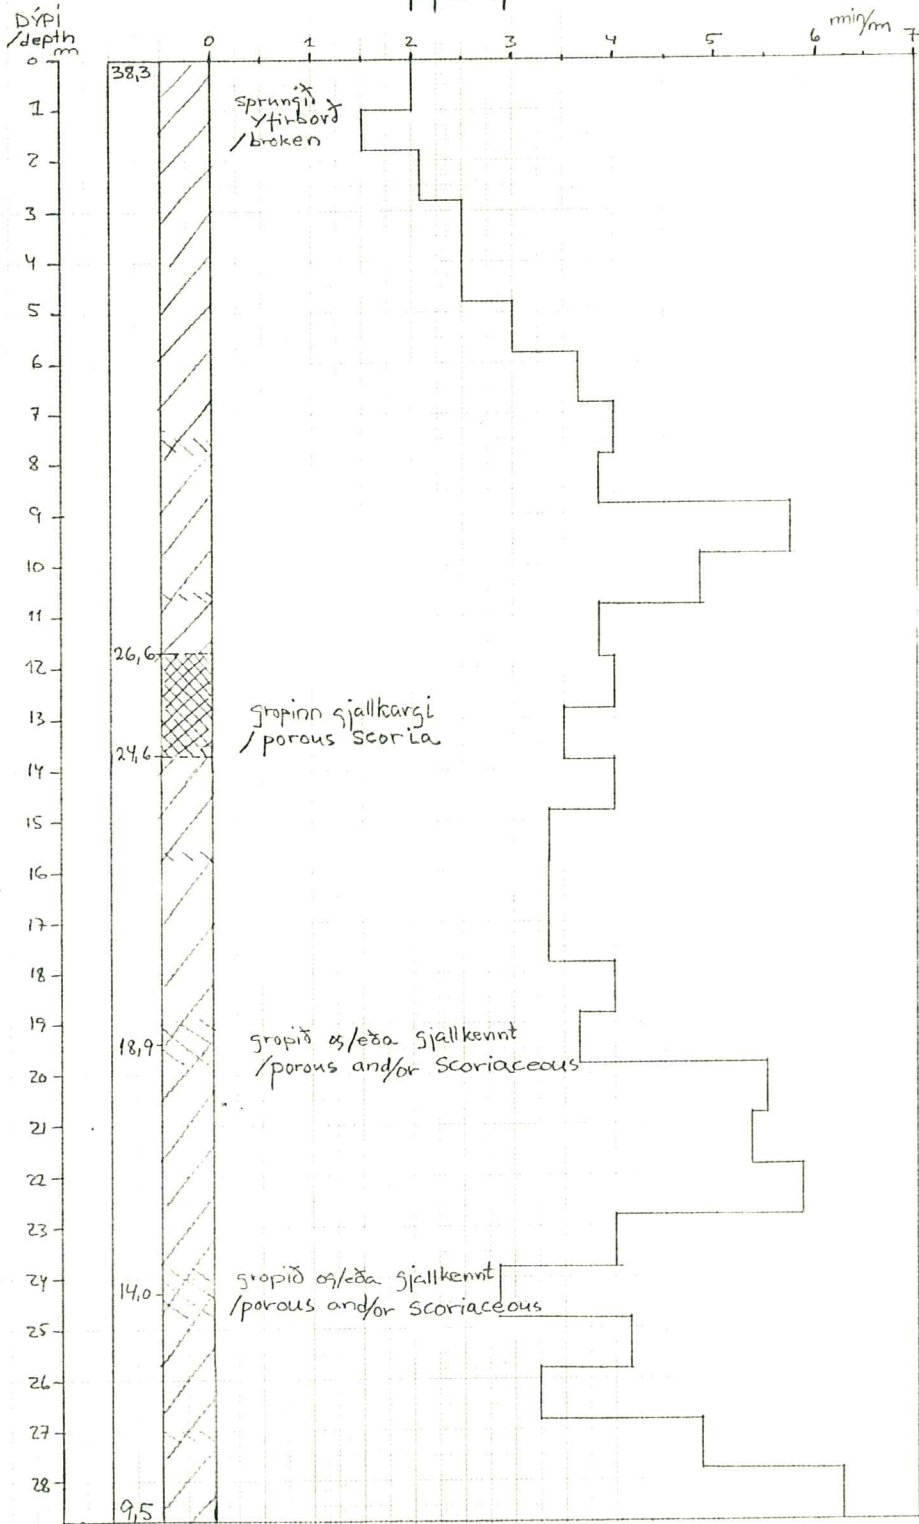 DÝPI
/depth
m
0 1 2 3 4 5 6 min/m 7
0
38,3
sprungið
yfirborð
/broken
1
2
3
4
5
6
7
8
9
10
11
26,6
12
gropinn gjallkargi
/porous scoria
13
24,6
14
15
16
17
18
19
18,9
gropið og/eða gjallkennt
/porous and/or scoriaceous
20
21
22
23
24
14,0
gropið og/eða gjallkennt
/porous and/or scoriaceous
25
26
27
28
9,5